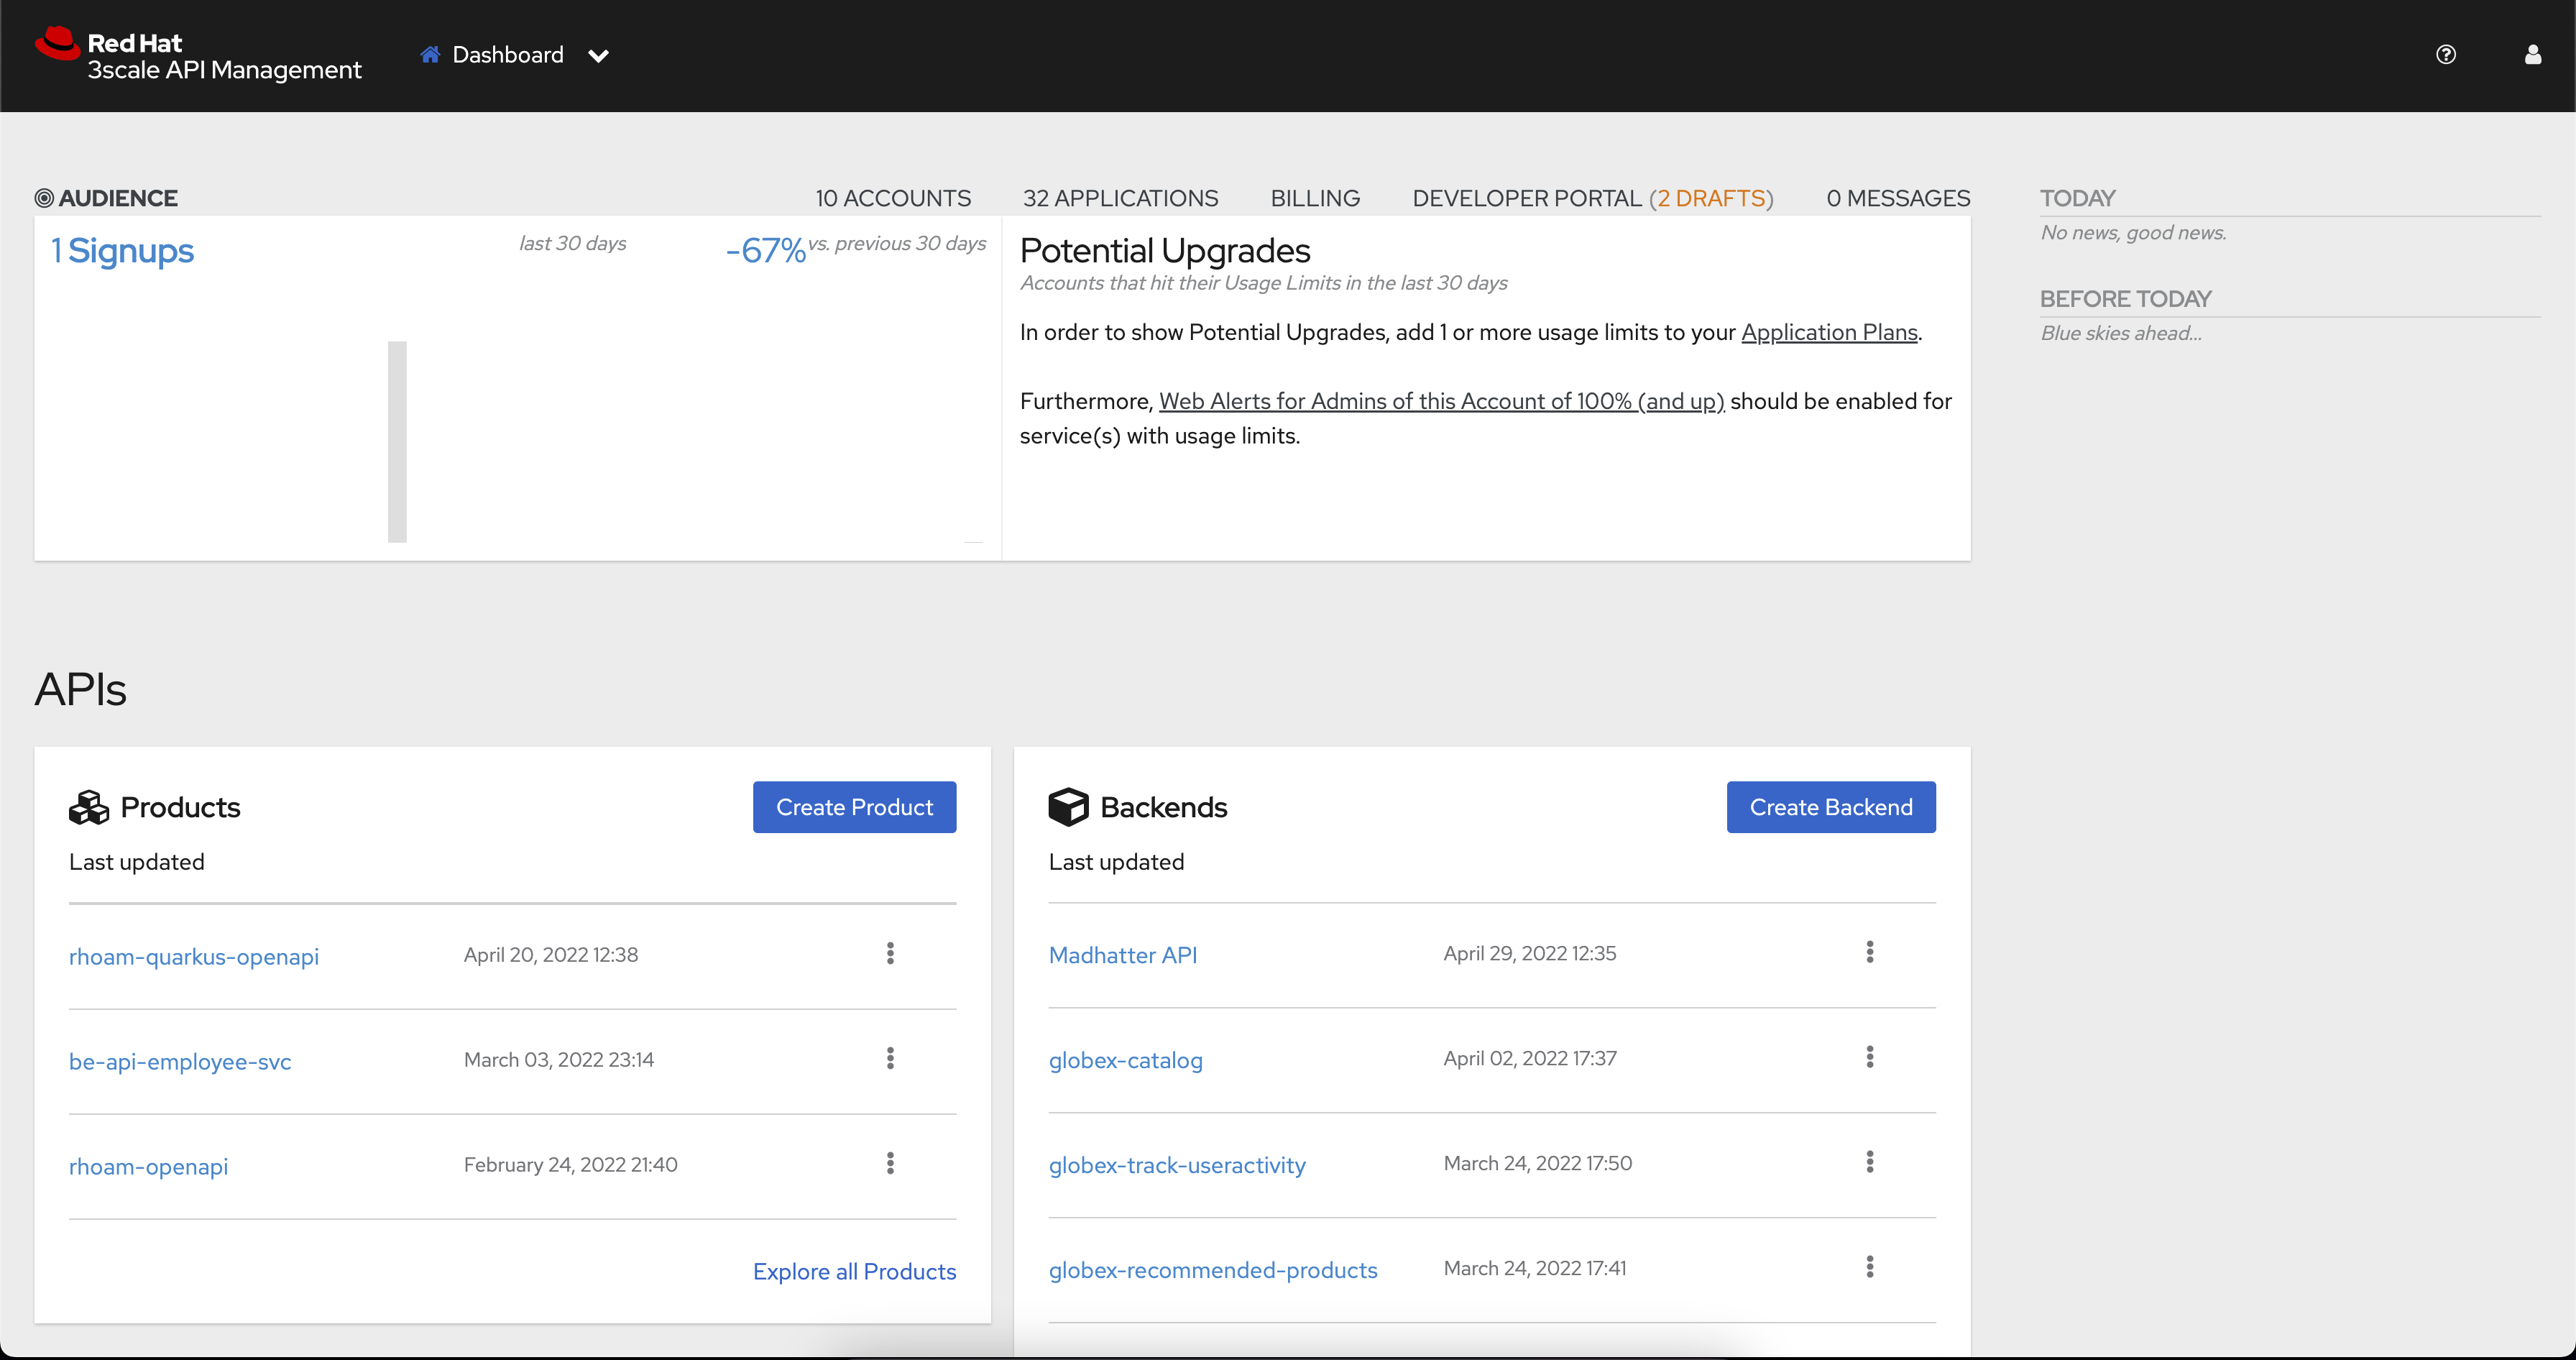 Red Hat
3scale API Management
Dashboard
AUDIENCE
10 ACCOUNTS
32 APPLICATIONS
BILLING
DEVELOPER PORTAL (2 DRAFTS)
0 MESSAGES
1 Signups
last 30 days
-67% vs. previous 30 days
Potential Upgrades
Accounts that hit their Usage Limits in the last 30 days
In order to show Potential Upgrades, add 1 or more usage limits to your Application Plans.
Furthermore, Web Alerts for Admins of this Account of 100% (and up) should be enabled for
service(s) with usage limits.
TODAY
No news, good news.
BEFORE TODAY
Blue skies ahead...
APIs
Products
Create Product
Last updated
rhoam-quarkus-openapi
April 20, 2022 12:38
be-api-employee-svc
March 03, 2022 23:14
rhoam-openapi
February 24, 2022 21:40
Explore all Products
Backends
Create Backend
Last updated
Madhatter API
April 29, 2022 12:35
globex-catalog
April 02, 2022 17:37
globex-track-useractivity
March 24, 2022 17:50
globex-recommended-products
March 24, 2022 17:41